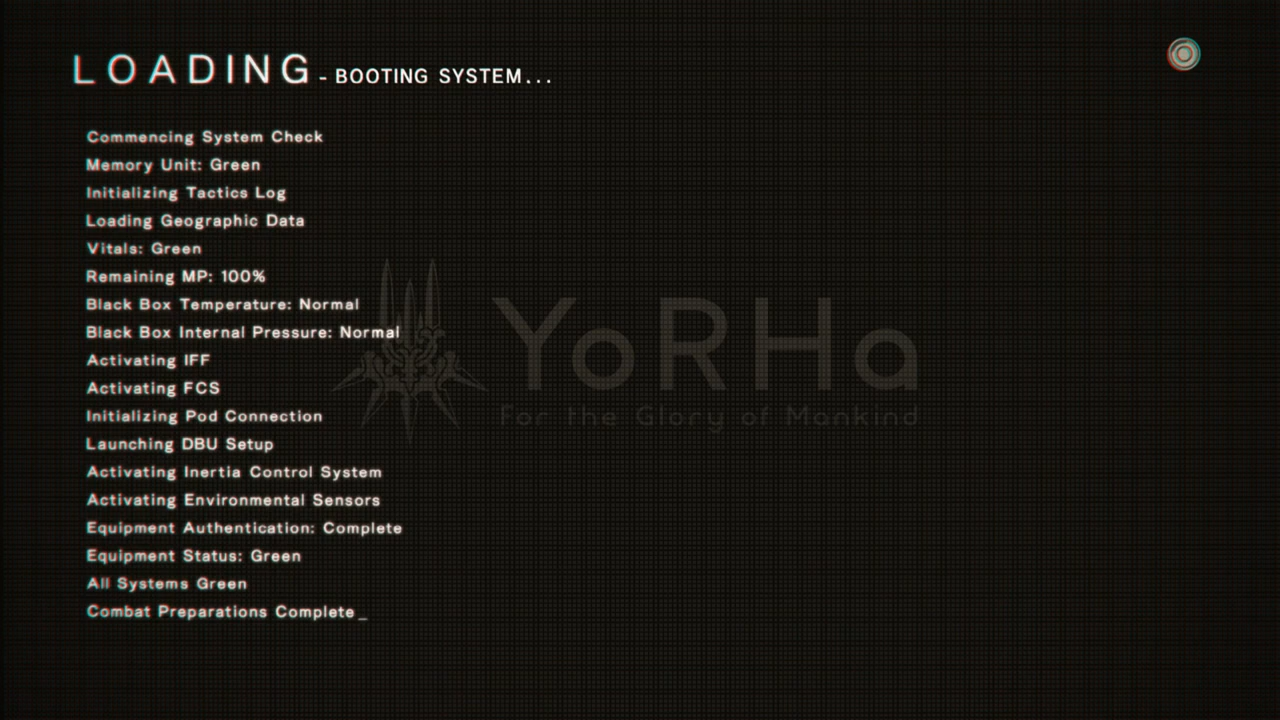 LOADING - BOOTING SYSTEM...
Commencing System Check
Memory Unit: Green
Initializing Tactics Log
Loading Geographic Data
Vitals: Green
Remaining MP: 100%
Black Box Temperature: Normal
Black Box Internal Pressure: Normal
Activating IFF
Activating FCS
Initializing Pod Connection
Launching DBU Setup
Activating Inertia Control System
Activating Environmental Sensors
Equipment Authentication: Complete
Equipment Status: Green
All Systems Green
Combat Preparations Complete_
YoRHa
For the Glory of Mankind